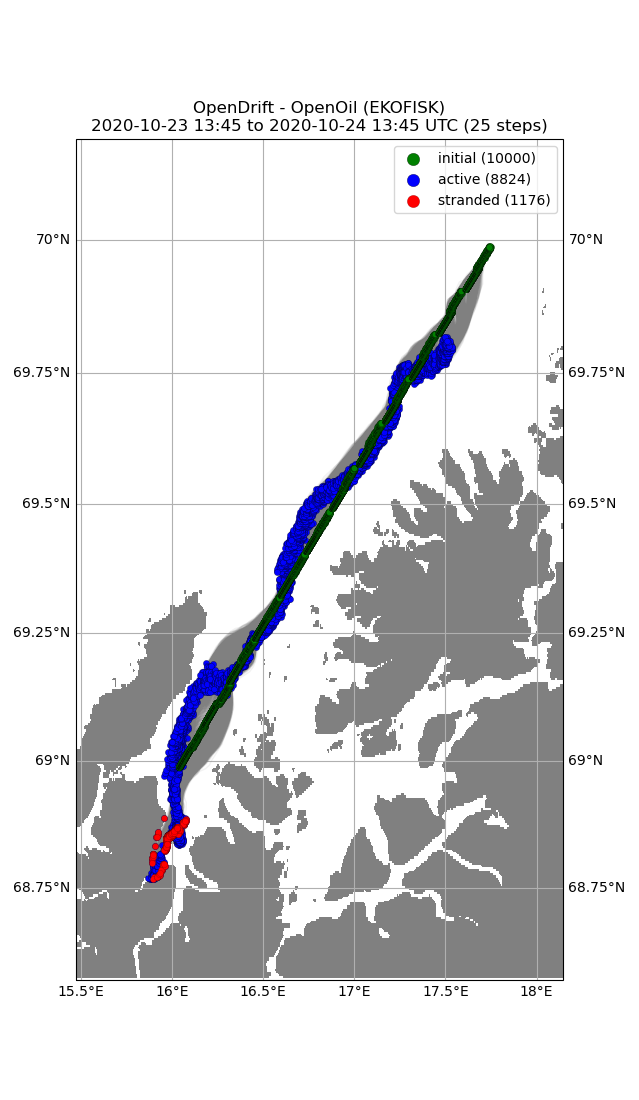 OpenDrift - OpenOil (EKOFISK)
2020-10-23 13:45 to 2020-10-24 13:45 UTC (25 steps)
initial (10000)
active (8824)
stranded (1176)
70°N 70°N
69.75°N 69.75°N
69.5°N 69.5°N
69.25°N 69.25°N
69°N 69°N
68.75°N 68.75°N
15.5°E 16°E 16.5°E 17°E 17.5°E 18°E